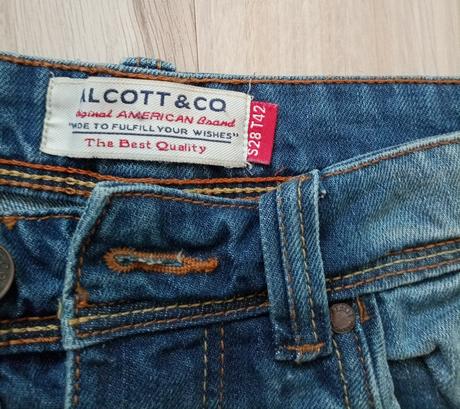 ALCOTT & CO.
Original AMERICAN Brand
"MADE TO FULFILL YOUR WISHES"
The Best Quality
S28 T42